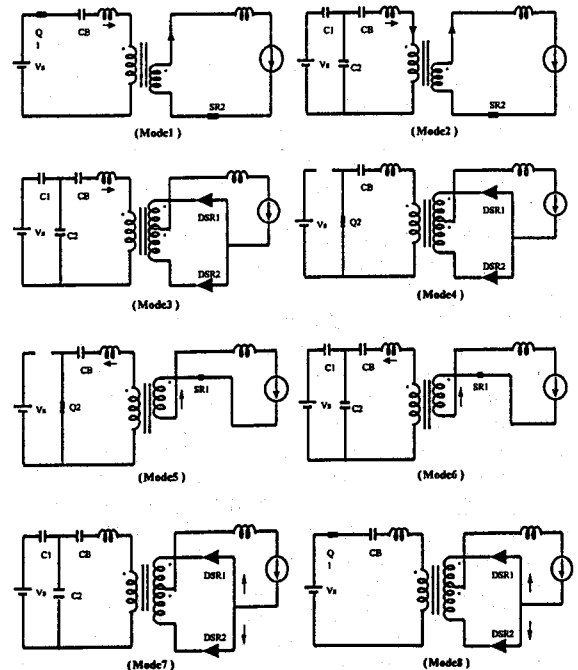 Q
1
CB
Vs
SR2
(Mode1)
C1
CB
Vs
C2
SR2
(Mode2)
C1
CB
Vs
C2
DSR1
DSR2
(Mode3)
CB
Vs
Q2
DSR1
DSR2
(Mode4)
CB
Vs
Q2
SR1
(Mode5)
C1
CB
Vs
C2
SR1
(Mode6)
C1
CB
Vs
C2
DSR1
DSR2
(Mode7)
Q
1
CB
Vs
DSR1
DSR2
(Mode8)